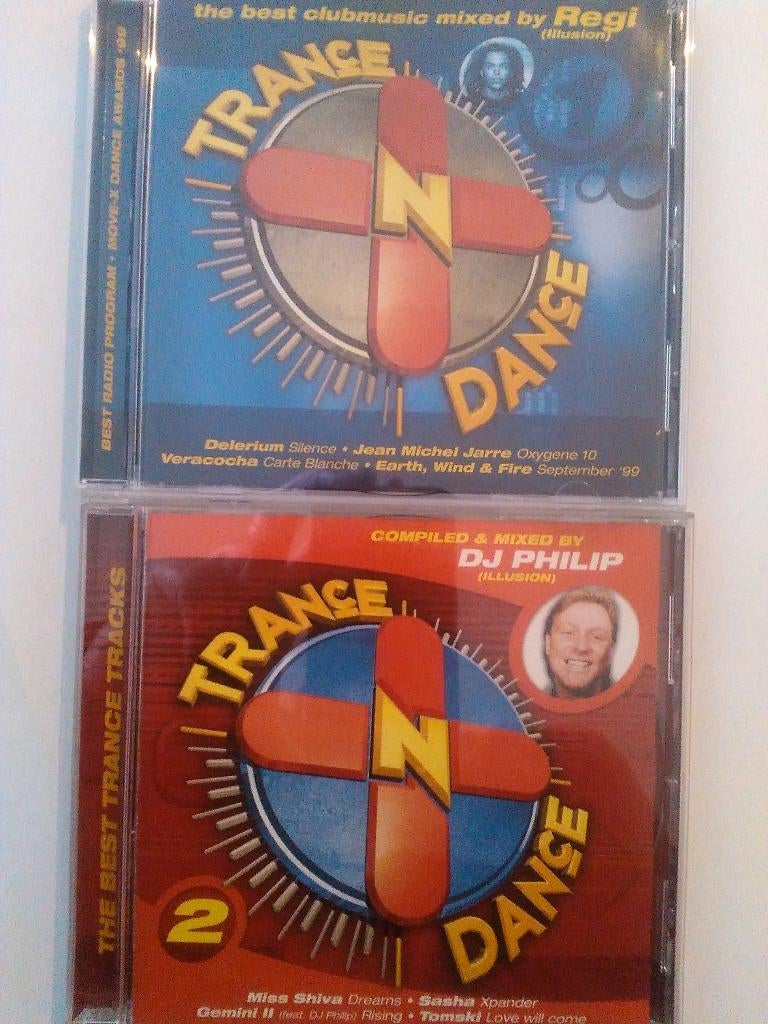 the best clubmusic mixed by Regi
(Illusion)
TRANCE
N
DANCE
BEST RADIO PROGRAM • MOVE-X DANCE AWARDS '99
Delerium Silence • Jean Michel Jarre Oxygene 10
Veracocha Carte Blanche • Earth, Wind & Fire September '99
COMPILED & MIXED BY
DJ PHILIP
(ILLUSION)
TRANCE
N
DANCE
THE BEST TRANCE TRACKS
2
Miss Shiva Dreams • Sasha Xpander
Gemini II (feat. DJ Philip) Rising • Tomski Love will come